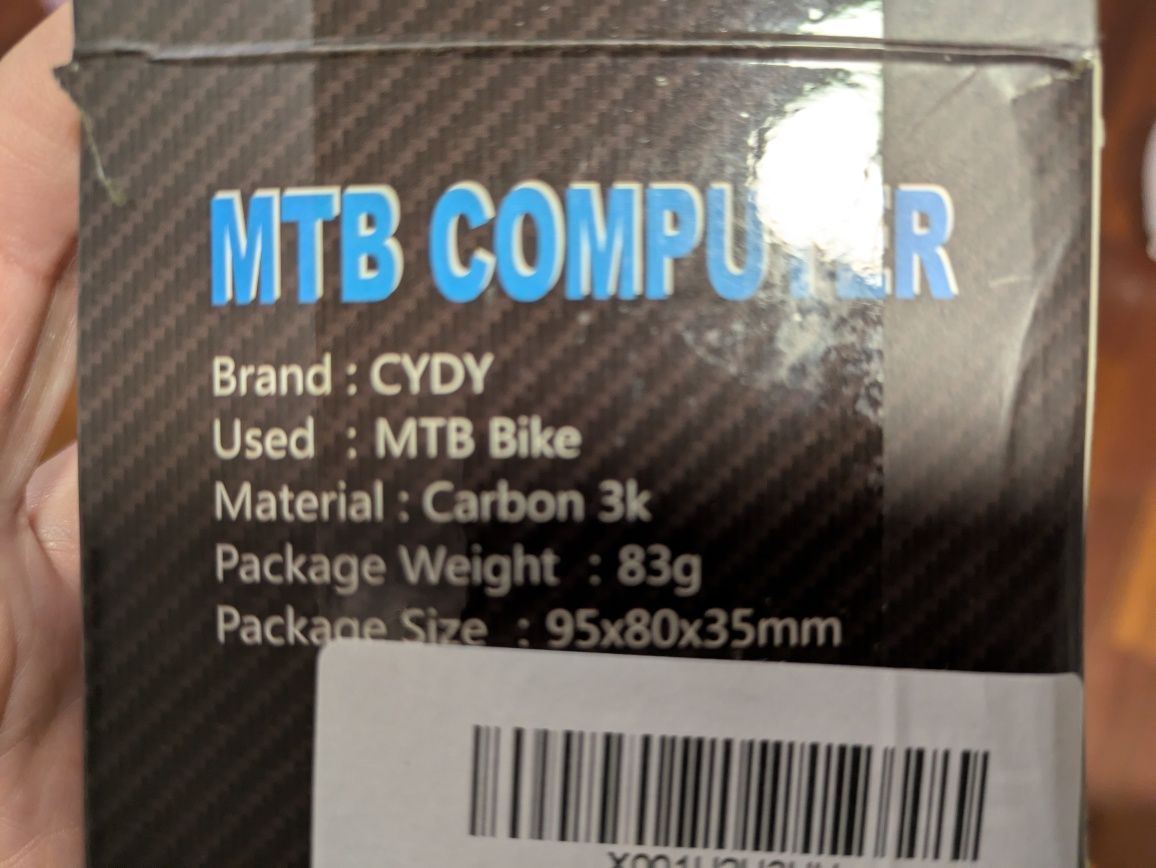 MTB COMPUTER
Brand : CYDY
Used : MTB Bike
Material : Carbon 3k
Package Weight : 83g
Package Size : 95x80x35mm